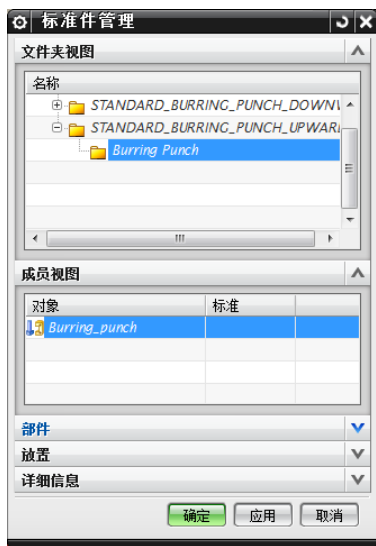 标准件管理
文件夹视图
名称
STANDARD_BURRING_PUNCH_DOWN
STANDARD_BURRING_PUNCH_UPWAR
Burring Punch
成员视图
对象 标准
Burring_punch
部件
放置
详细信息
确定 应用 取消